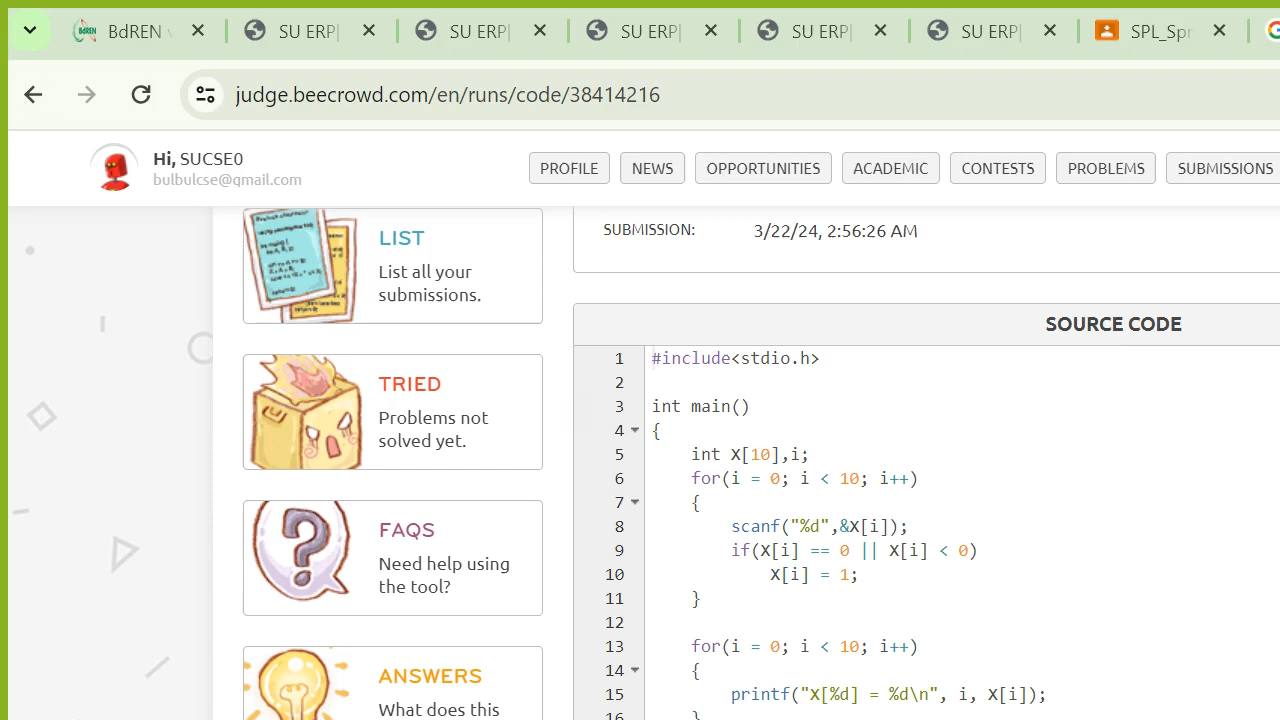 BdREN
SU ERP|
SU ERP|
SU ERP|
SU ERP|
SU ERP|
SPL_Spr
judge.beecrowd.com/en/runs/code/38414216
Hi, SUCSE0
bulbulcse@gmail.com
PROFILE
NEWS
OPPORTUNITIES
ACADEMIC
CONTESTS
PROBLEMS
SUBMISSIONS
LIST
List all your
submissions.
TRIED
Problems not
solved yet.
FAQS
Need help using
the tool?
ANSWERS
What does this
SUBMISSION: 3/22/24, 2:56:26 AM
SOURCE CODE
1 #include<stdio.h>
2
3 int main()
4 {
5 int X[10],i;
6 for(i = 0; i < 10; i++)
7 {
8 scanf("%d",&X[i]);
9 if(X[i] == 0 || X[i] < 0)
10 X[i] = 1;
11 }
12
13 for(i = 0; i < 10; i++)
14 {
15 printf("X[%d] = %d\n", i, X[i]);
16 }